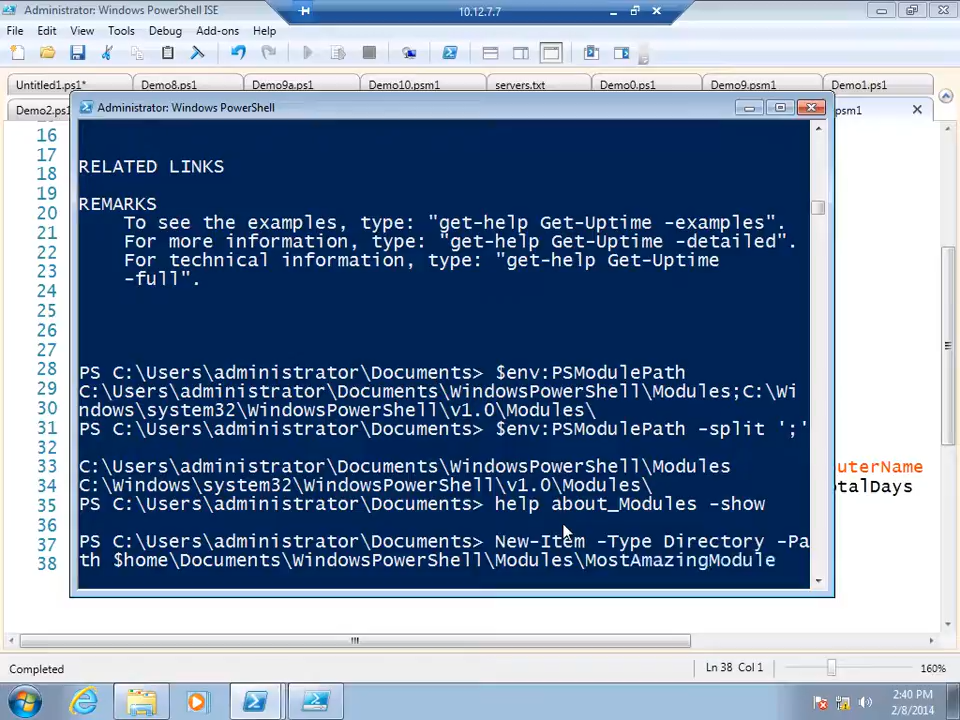 Administrator: Windows PowerShell ISE
10.12.7.7
File Edit View Tools Debug Add-ons Help
Untitled1.ps1* Demo8.ps1 Demo9a.ps1 Demo10.psm1 servers.txt Demo0.ps1 Demo9.psm1 Demo1.ps1
Demo2.ps1 Administrator: Windows PowerShell psm1
16
17
RELATED LINKS
18
19
REMARKS
20
To see the examples, type: "get-help Get-Uptime -examples".
21
For more information, type: "get-help Get-Uptime -detailed".
22
For technical information, type: "get-help Get-Uptime
23
-full".
24
25
26
27
28
PS C:\Users\administrator\Documents> $env:PSModulePath
29
C:\Users\administrator\Documents\WindowsPowerShell\Modules;C:\Wi
30
ndows\system32\WindowsPowerShell\v1.0\Modules\
31
PS C:\Users\administrator\Documents> $env:PSModulePath -split ';'
32
33
C:\Users\administrator\Documents\WindowsPowerShell\Modules
uterName
34
C:\Windows\system32\WindowsPowerShell\v1.0\Modules\
talDays
35
PS C:\Users\administrator\Documents> help about_Modules -show
36
37
PS C:\Users\administrator\Documents> New-Item -Type Directory -Pa
38
th $home\Documents\WindowsPowerShell\Modules\MostAmazingModule
Completed
Ln 38 Col 1
160%
2:40 PM
2/8/2014